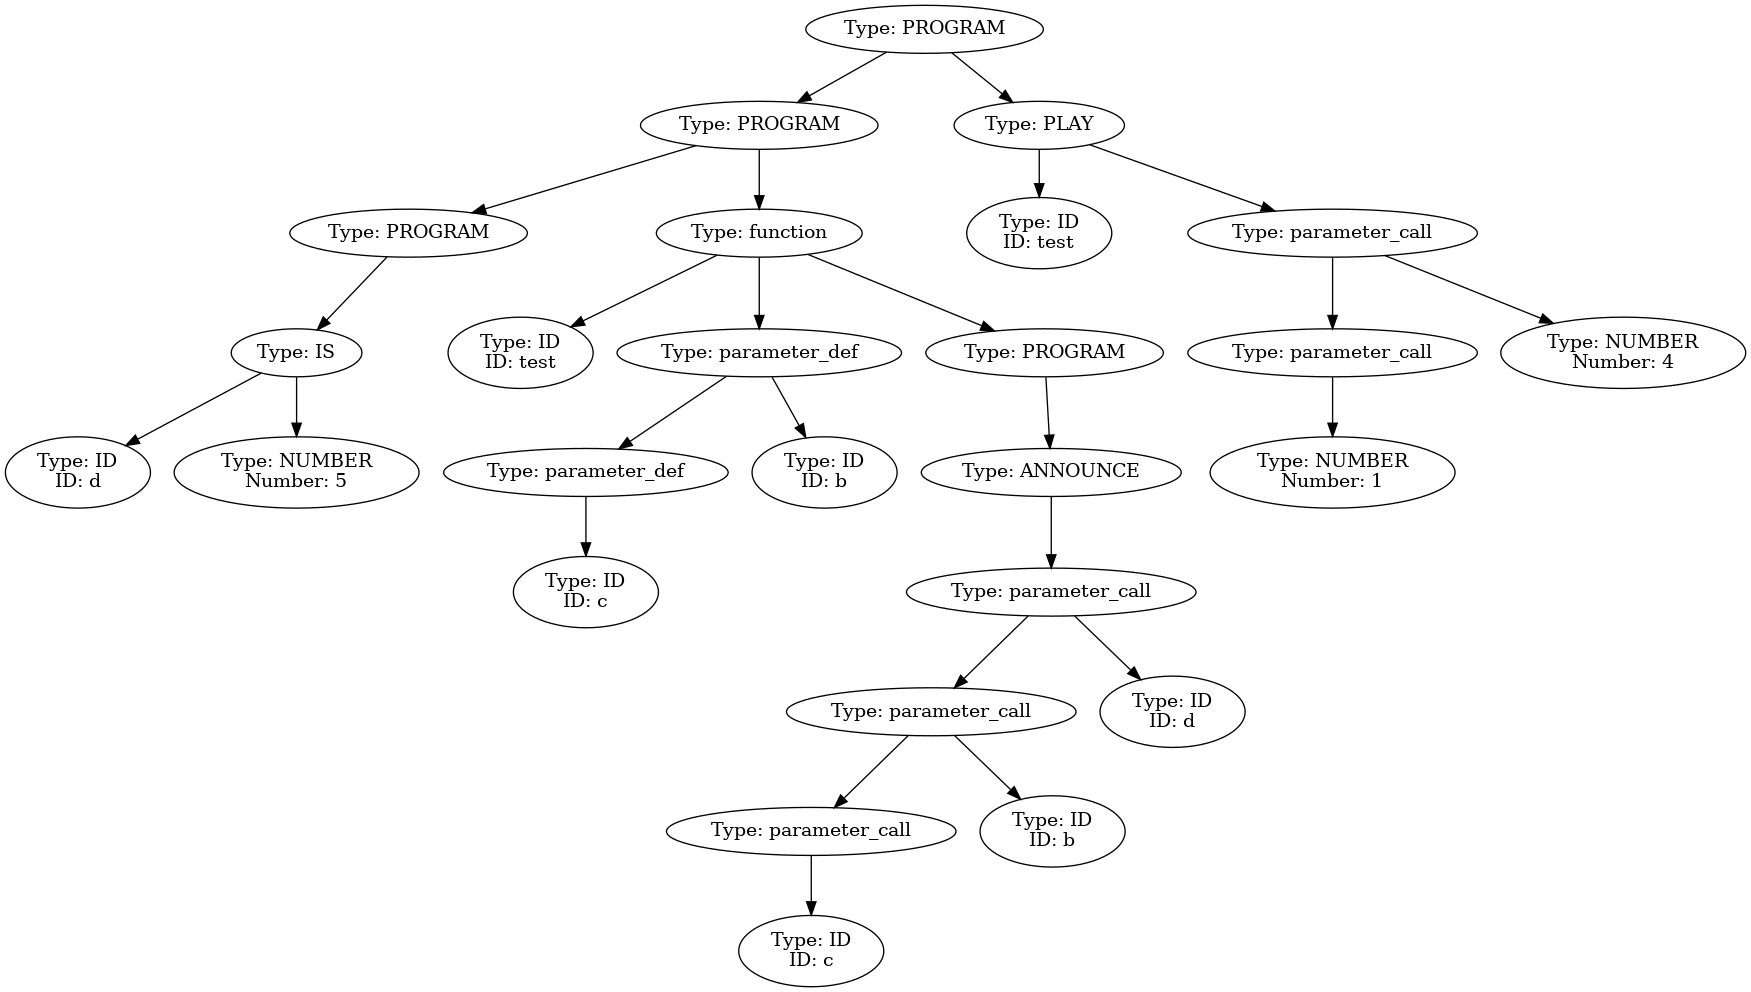 Type: PROGRAM
Type: PROGRAM
Type: PLAY
Type: PROGRAM
Type: function
Type: ID
ID: test
Type: parameter_call
Type: IS
Type: ID
ID: test
Type: parameter_def
Type: PROGRAM
Type: parameter_call
Type: NUMBER
Number: 4
Type: ID
ID: d
Type: NUMBER
Number: 5
Type: parameter_def
Type: ID
ID: b
Type: ANNOUNCE
Type: NUMBER
Number: 1
Type: ID
ID: c
Type: parameter_call
Type: parameter_call
Type: ID
ID: d
Type: parameter_call
Type: ID
ID: b
Type: ID
ID: c